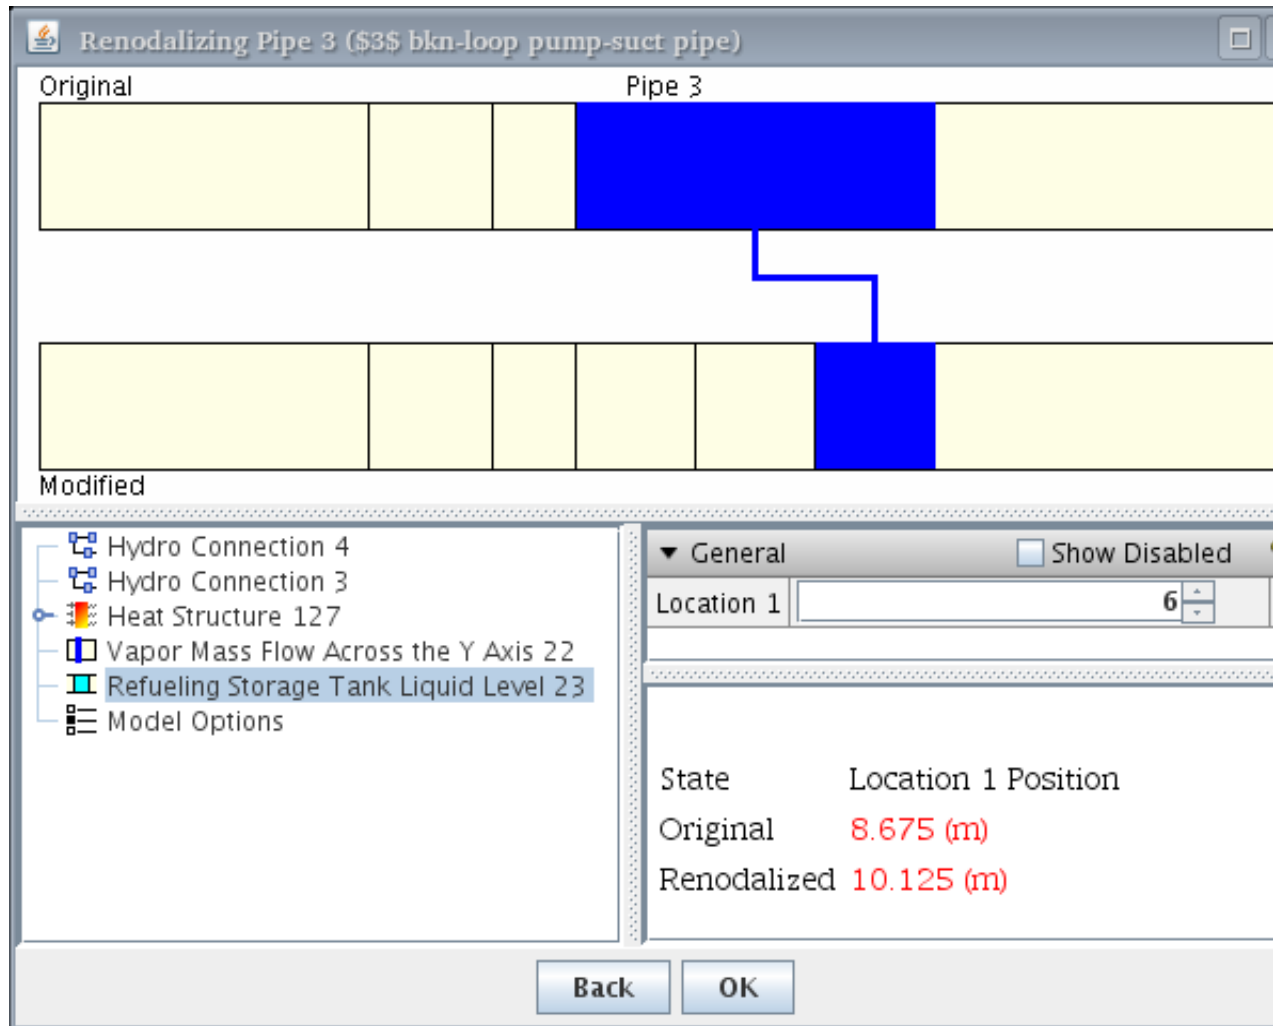 Renodalizing Pipe 3 ($3$ bkn-loop pump-suct pipe)
Original Pipe 3
Modified
Hydro Connection 4
Hydro Connection 3
Heat Structure 127
Vapor Mass Flow Across the Y Axis 22
Refueling Storage Tank Liquid Level 23
Model Options
General Show Disabled
Location 1 6
State Location 1 Position
Original 8.675 (m)
Renodalized 10.125 (m)
Back OK